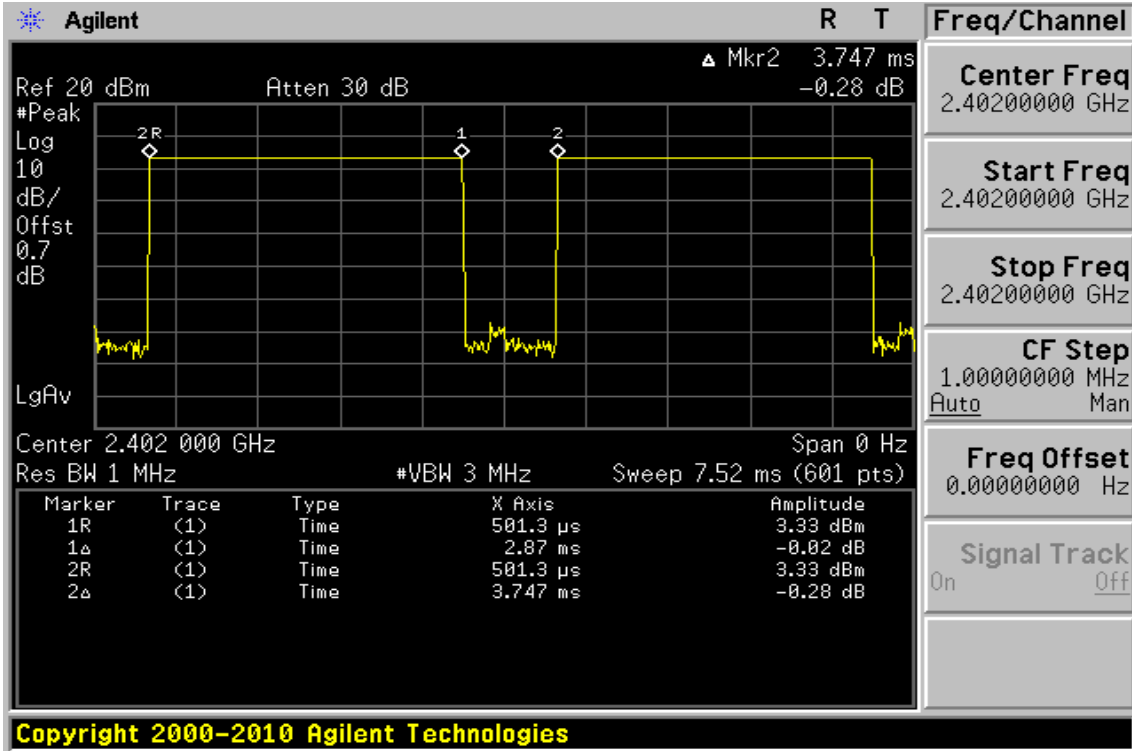 Agilent R T
Freq/Channel
Δ Mkr2 3.747 ms
Ref 20 dBm Atten 30 dB -0.28 dB
#Peak
Log
10
dB/
Offst
0.7
dB
LgAv
2R 1 2
Center 2.402 000 GHz Span 0 Hz
Res BW 1 MHz #VBW 3 MHz Sweep 7.52 ms (601 pts)
Marker Trace Type X Axis Amplitude
1R (1) Time 501.3 µs 3.33 dBm
1Δ (1) Time 2.87 ms -0.02 dB
2R (1) Time 501.3 µs 3.33 dBm
2Δ (1) Time 3.747 ms -0.28 dB
Center Freq
2.40200000 GHz
Start Freq
2.40200000 GHz
Stop Freq
2.40200000 GHz
CF Step
1.00000000 MHz
Auto Man
Freq Offset
0.00000000 Hz
Signal Track
On Off
Copyright 2000-2010 Agilent Technologies